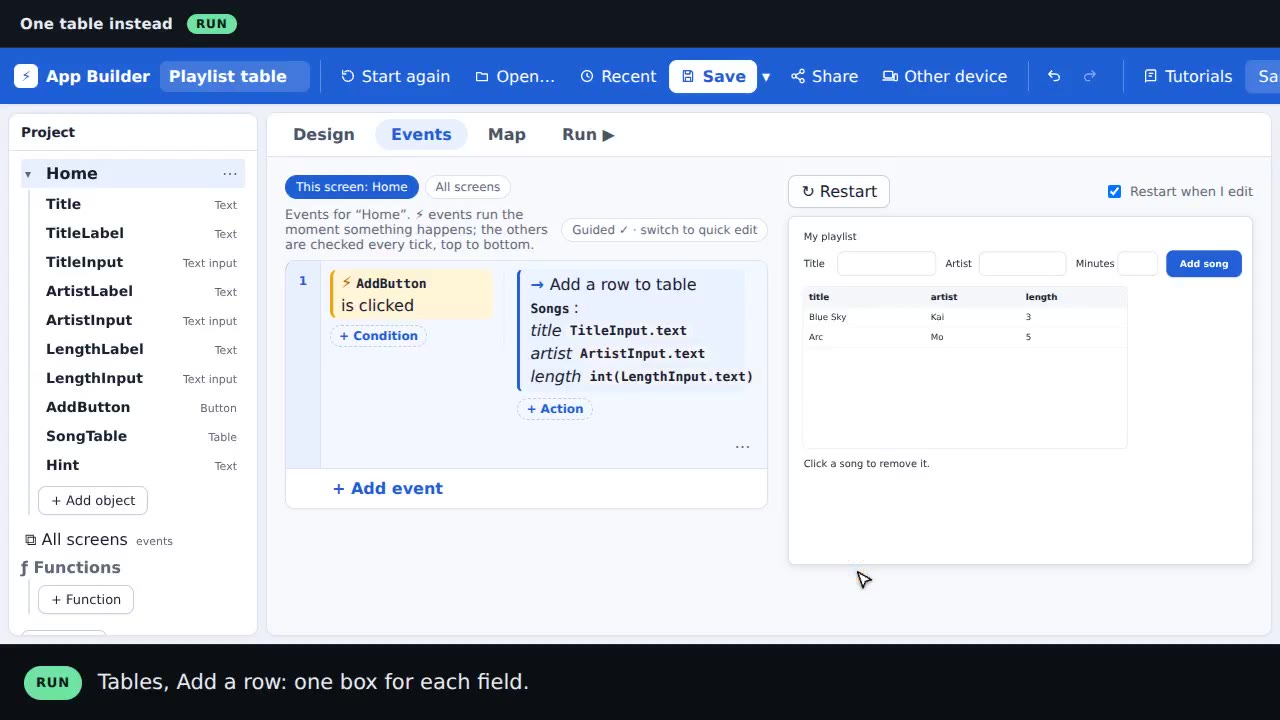 One table instead RUN
⚡ App Builder Playlist table Start again Open... Recent Save ▾ Share Other device Tutorials Sa
Project
▾ Home ...
Title Text
TitleLabel Text
TitleInput Text input
ArtistLabel Text
ArtistInput Text input
LengthLabel Text
LengthInput Text input
AddButton Button
SongTable Table
Hint Text
+ Add object
All screens events
ƒ Functions
+ Function
Design Events Map Run ▶
This screen: Home All screens
Events for “Home”. ⚡ events run the
moment something happens; the others
are checked every tick, top to bottom.
Guided ✓ · switch to quick edit
1
⚡ AddButton
is clicked
+ Condition
→ Add a row to table
Songs :
title TitleInput.text
artist ArtistInput.text
length int(LengthInput.text)
+ Action
...
+ Add event
↻ Restart Restart when I edit
My playlist
Title Artist Minutes Add song
title artist length
Blue Sky Kai 3
Arc Mo 5
Click a song to remove it.
RUN Tables, Add a row: one box for each field.